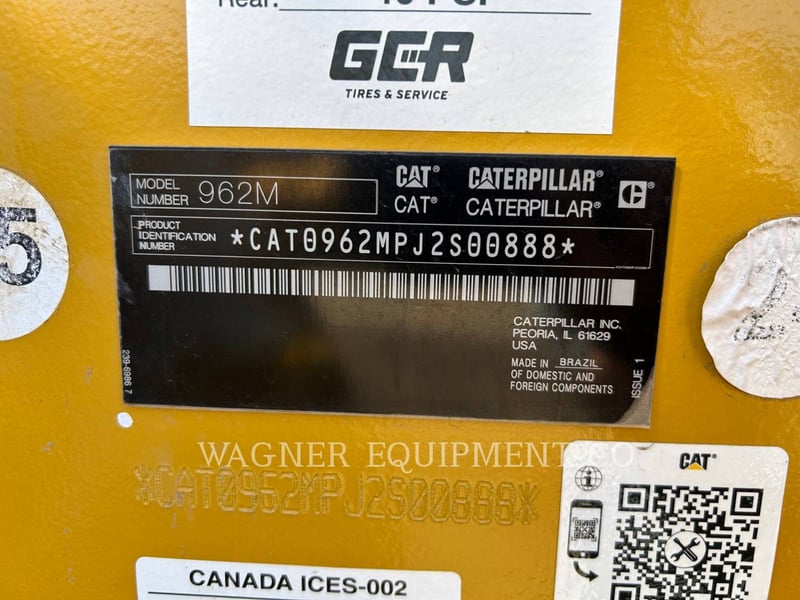 Rear:
GCR
TIRES & SERVICE
MODEL NUMBER 962M
CAT® CATERPILLAR®
CAT® CATERPILLAR®
PRODUCT IDENTIFICATION NUMBER *CAT0962MPJ2S00888*
CATERPILLAR INC.
PEORIA, IL 61629
USA
MADE IN BRAZIL
OF DOMESTIC AND
FOREIGN COMPONENTS
239-6986 7
ISSUE 1
5
WAGNER EQUIPMENT CO
*CAT0962MPJ2S00888*
CAT®
CANADA ICES-002